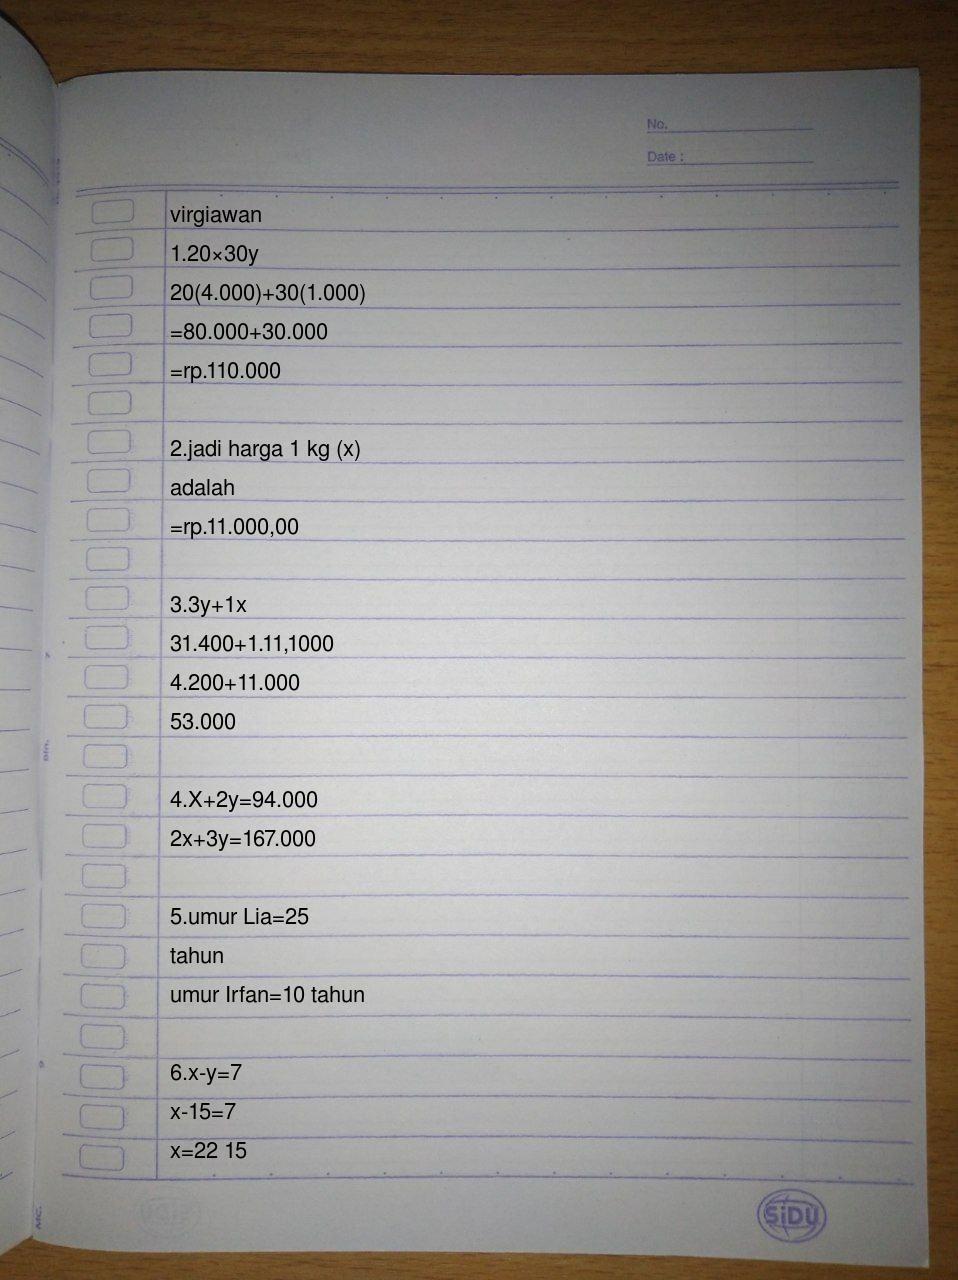 No.
Date :
virgiawan
1.20×30y
20(4.000)+30(1.000)
=80.000+30.000
=rp.110.000
2.jadi harga 1 kg (x)
adalah
=rp.11.000,00
3.3y+1x
31.400+1.11,1000
4.200+11.000
53.000
4.X+2y=94.000
2x+3y=167.000
5.umur Lia=25
tahun
umur Irfan=10 tahun
6.x-y=7
x-15=7
x=22 15
SiDU